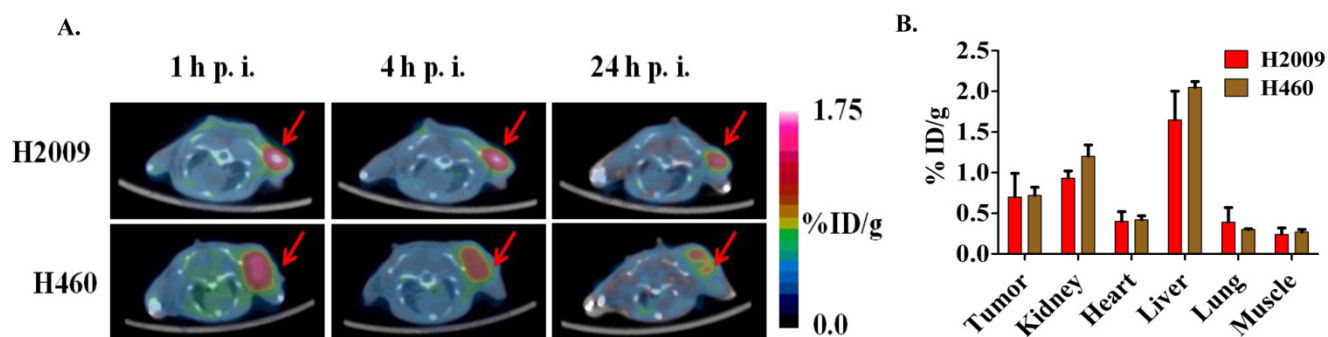 A.
1 h p. i.
4 h p. i.
24 h p. i.
H2009
H460
1.75
%ID/g
0.0
B.
% ID/g
2.5
2.0
1.5
1.0
0.5
0.0
H2009
H460
Tumor
Kidney
Heart
Liver
Lung
Muscle